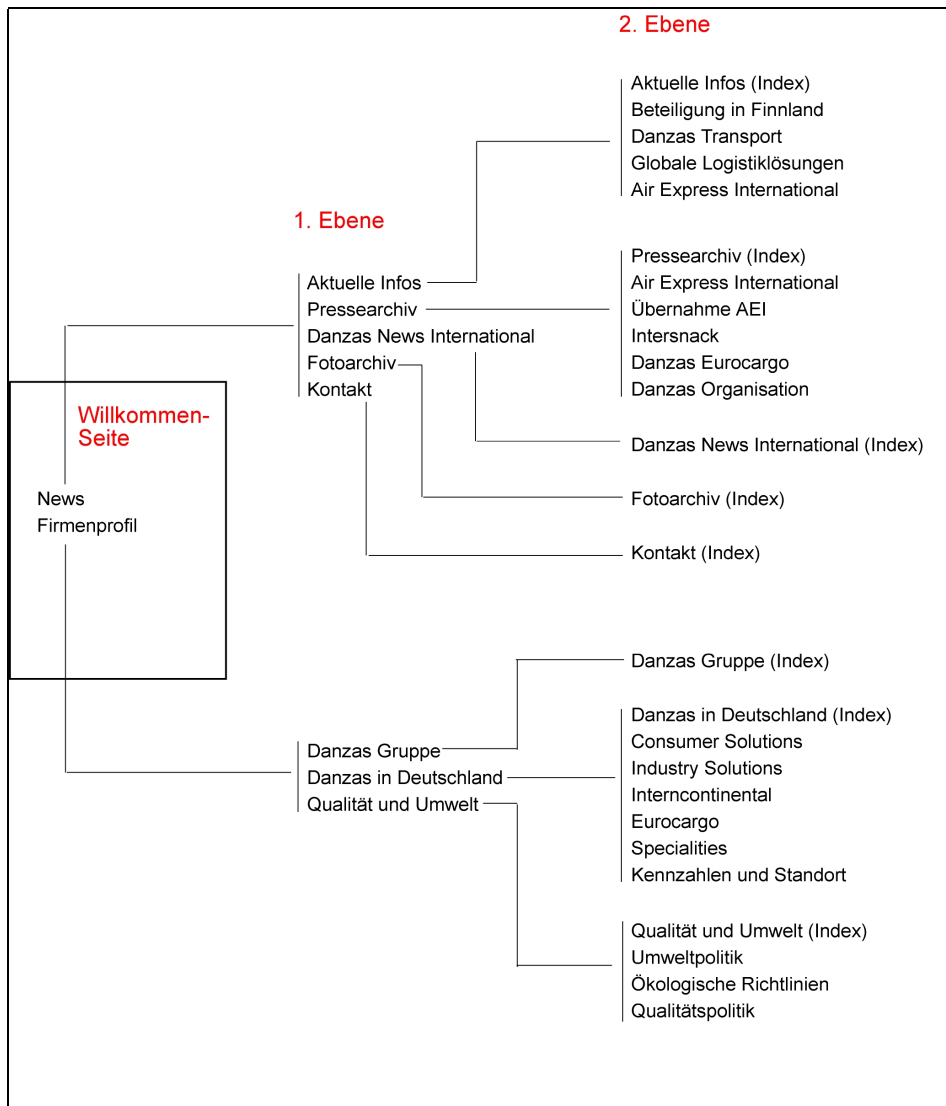 2. Ebene
Aktuelle Infos (Index)
Beteiligung in Finnland
Danzas Transport
Globale Logistiklösungen
Air Express International
1. Ebene
Aktuelle Infos
Pressearchiv
Danzas News International
Fotoarchiv
Kontakt
Pressearchiv (Index)
Air Express International
Übernahme AEI
Intersnack
Danzas Eurocargo
Danzas Organisation
Willkommen-
Seite
News
Firmenprofil
Danzas News International (Index)
Fotoarchiv (Index)
Kontakt (Index)
Danzas Gruppe
Danzas in Deutschland
Qualität und Umwelt
Danzas Gruppe (Index)
Danzas in Deutschland (Index)
Consumer Solutions
Industry Solutions
Interncontinental
Eurocargo
Specialities
Kennzahlen und Standort
Qualität und Umwelt (Index)
Umweltpolitik
Ökologische Richtlinien
Qualitätspolitik